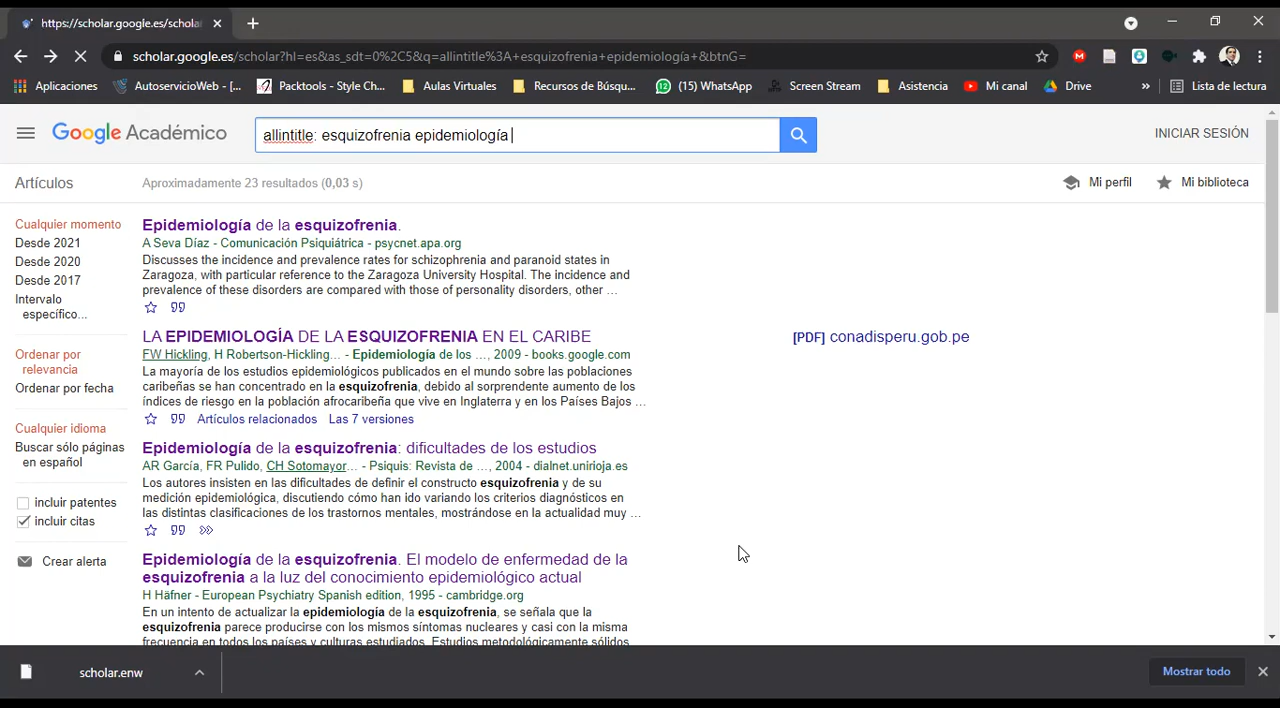 https://scholar.google.es/schola
scholar.google.es/scholar?hl=es&as_sdt=0%2C5&q=allintitle%3A+esquizofrenia+epidemiología+&btnG=
Aplicaciones AutoservicioWeb - [... Packtools - Style Ch... Aulas Virtuales Recursos de Búsqu... (15) WhatsApp Screen Stream Asistencia Mi canal Drive » Lista de lectura
Google Académico
allintitle: esquizofrenia epidemiología
INICIAR SESIÓN
Artículos
Aproximadamente 23 resultados (0,03 s)
Mi perfil
Mi biblioteca
Cualquier momento
Desde 2021
Desde 2020
Desde 2017
Intervalo
específico...
Ordenar por
relevancia
Ordenar por fecha
Cualquier idioma
Buscar sólo páginas
en español
incluir patentes
incluir citas
Crear alerta
Epidemiología de la esquizofrenia.
A Seva Díaz - Comunicación Psiquiátrica - psycnet.apa.org
Discusses the incidence and prevalence rates for schizophrenia and paranoid states in
Zaragoza, with particular reference to the Zaragoza University Hospital. The incidence and
prevalence of these disorders are compared with those of personality disorders, other ...
LA EPIDEMIOLOGÍA DE LA ESQUIZOFRENIA EN EL CARIBE
[PDF] conadisperu.gob.pe
FW Hickling, H Robertson-Hickling… - Epidemiología de los …, 2009 - books.google.com
La mayoría de los estudios epidemiológicos publicados en el mundo sobre las poblaciones
caribeñas se han concentrado en la esquizofrenia, debido al sorprendente aumento de los
índices de riesgo en la población afrocaribeña que vive en Inglaterra y en los Países Bajos ...
Artículos relacionados Las 7 versiones
Epidemiología de la esquizofrenia: dificultades de los estudios
AR García, FR Pulido, CH Sotomayor… - Psiquis: Revista de …, 2004 - dialnet.unirioja.es
Los autores insisten en las dificultades de definir el constructo esquizofrenia y de su
medición epidemiológica, discutiendo cómo han ido variando los criterios diagnósticos en
las distintas clasificaciones de los trastornos mentales, mostrándose en la actualidad muy ...
Epidemiología de la esquizofrenia. El modelo de enfermedad de la
esquizofrenia a la luz del conocimiento epidemiológico actual
H Häfner - European Psychiatry Spanish edition, 1995 - cambridge.org
En un intento de actualizar la epidemiología de la esquizofrenia, se señala que la
esquizofrenia parece producirse con los mismos síntomas nucleares y casi con la misma
frecuencia en todos los países y culturas estudiados. Estudios metodológicamente sólidos
scholar.enw
Mostrar todo